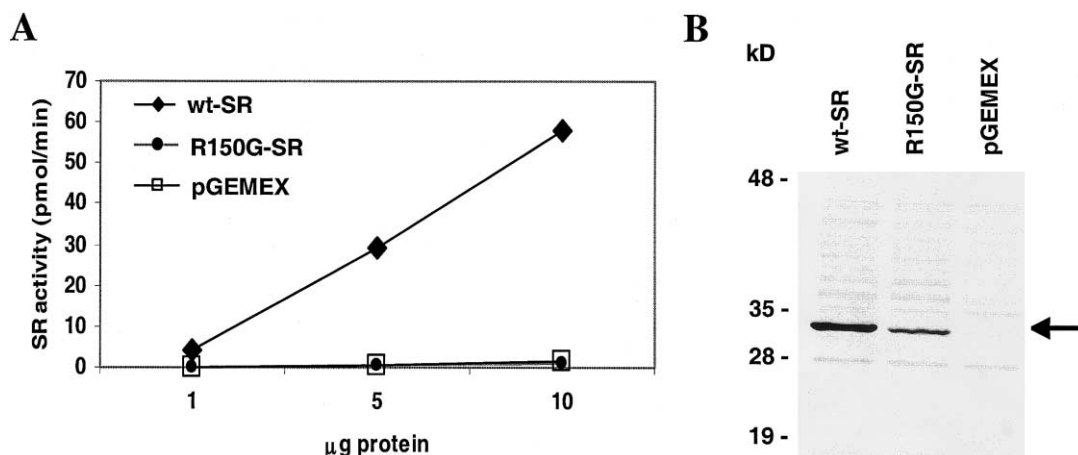 A
SR activity (pmol/min)
70
60
50
40
30
20
10
0
wt-SR
R150G-SR
pGEMEX
1
5
10
μg protein
B
kD
wt-SR
R150G-SR
pGEMEX
48 -
35 -
28 -
19 -